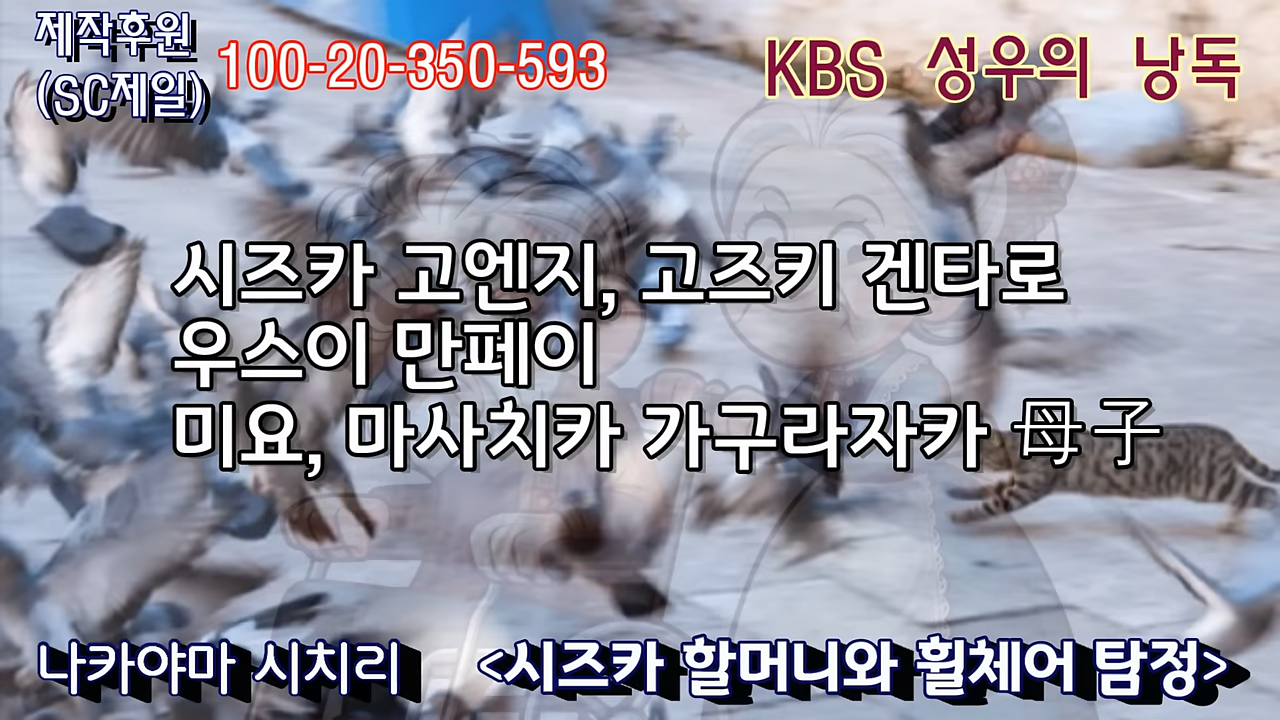 제작후원
(SC제일)
100-20-350-593
KBS 성우의 낭독
시즈카 고엔지, 고즈키 겐타로
우스이 만페이
미요, 마사치카 가구라자카 母子
나카야마 시치리
<시즈카 할머니와 휠체어 탐정>